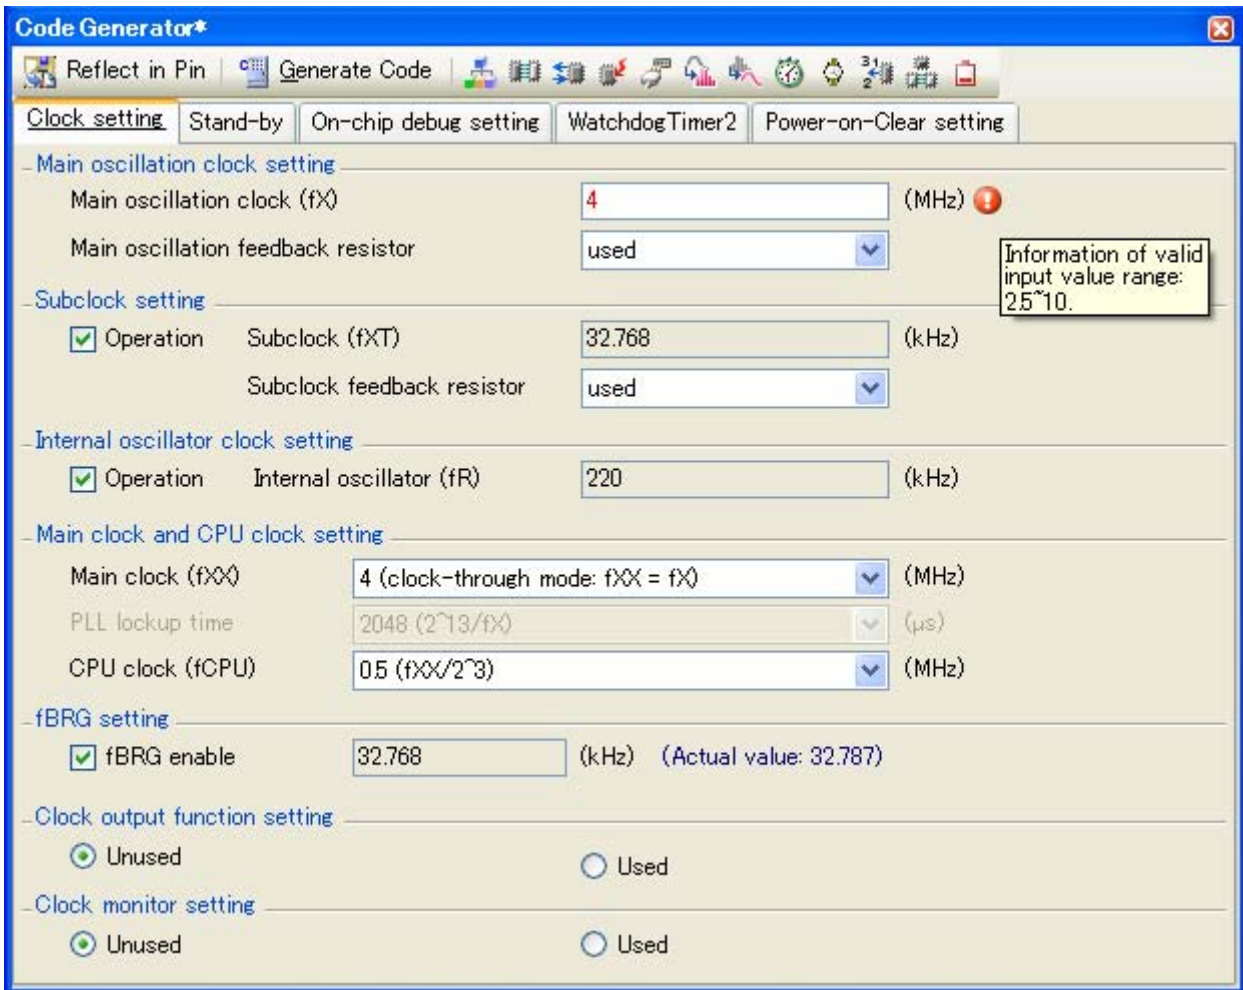 Code Generator*
Reflect in Pin Generate Code
Clock setting Stand-by On-chip debug setting WatchdogTimer2 Power-on-Clear setting
Main oscillation clock setting
Main oscillation clock (fX) 4 (MHz)
Main oscillation feedback resistor used
Information of valid
input value range:
2.5~10.
Subclock setting
Operation Subclock (fXT) 32.768 (kHz)
Subclock feedback resistor used
Internal oscillator clock setting
Operation Internal oscillator (fR) 220 (kHz)
Main clock and CPU clock setting
Main clock (fXX) 4 (clock-through mode: fXX = fX) (MHz)
PLL lockup time 2048 (2^13/fX) (μs)
CPU clock (fCPU) 0.5 (fXX/2^3) (MHz)
fBRG setting
fBRG enable 32.768 (kHz) (Actual value: 32.787)
Clock output function setting
Unused Used
Clock monitor setting
Unused Used